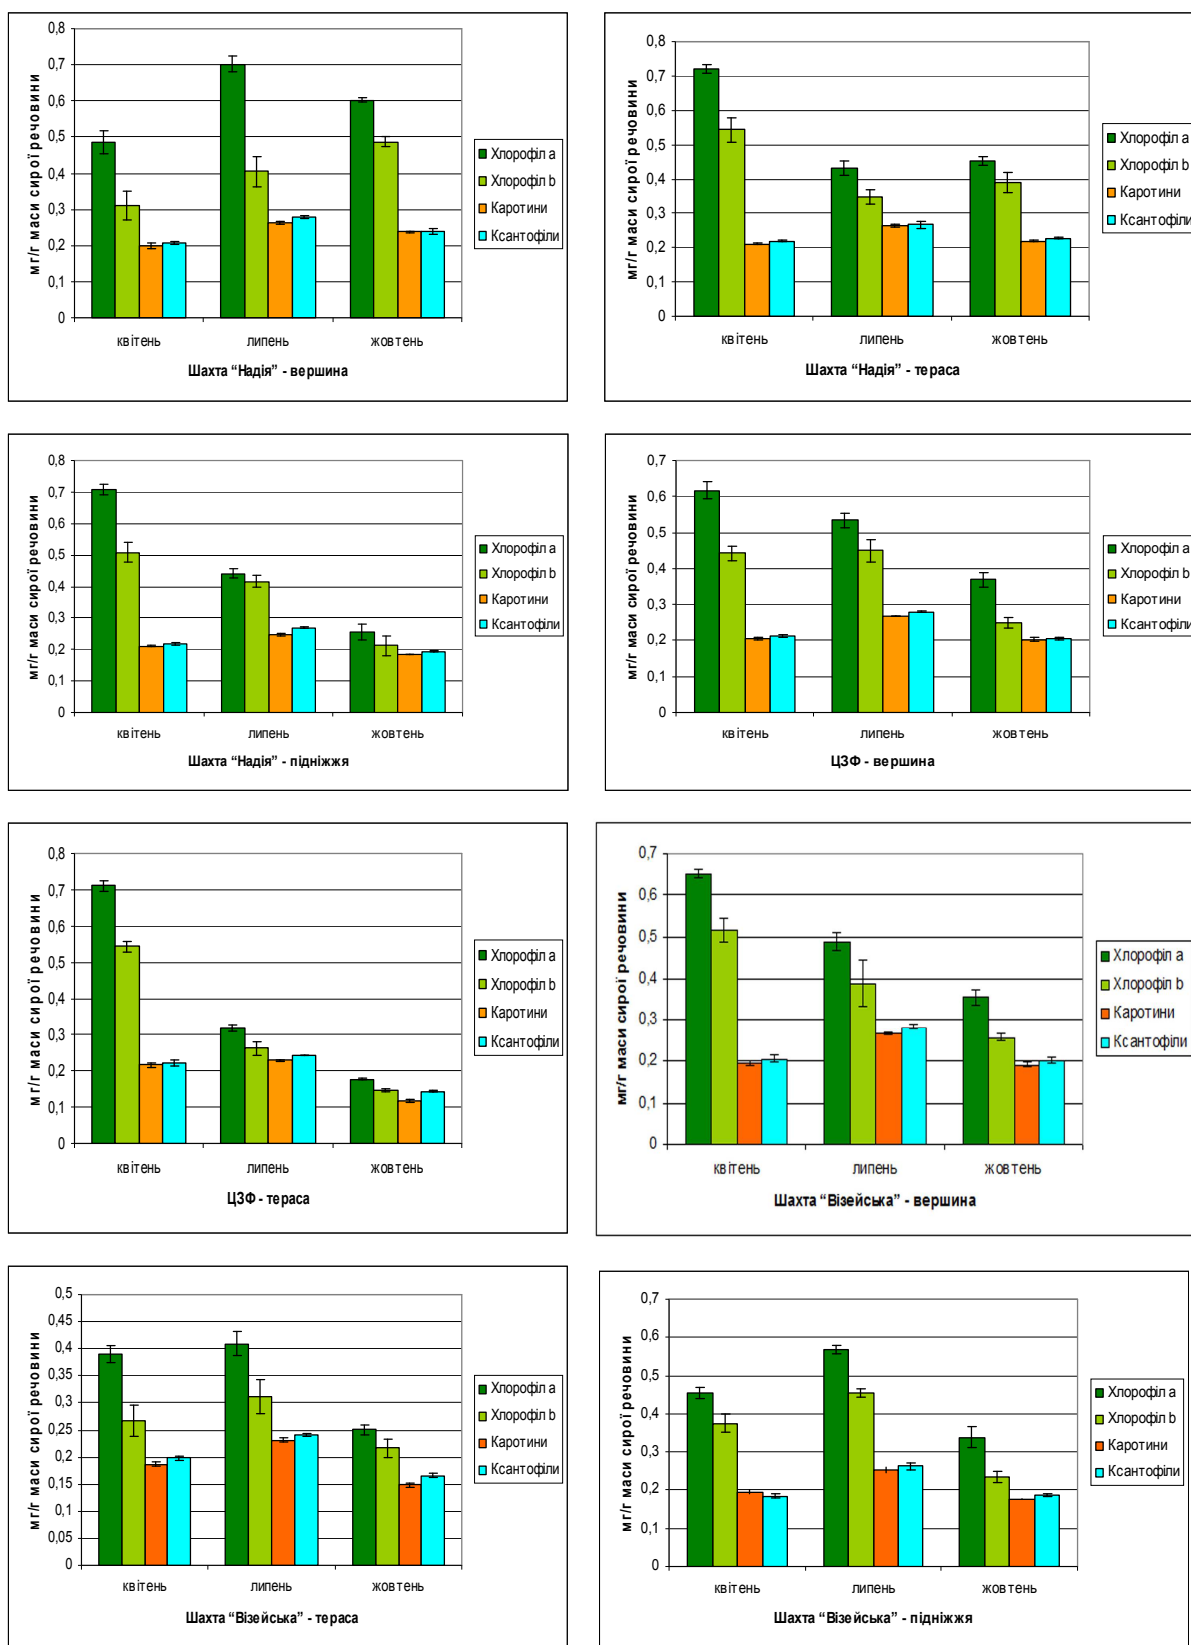 мг/г маси сирої речовини
0,8
0,7
0,6
0,5
0,4
0,3
0,2
0,1
0
квітень
липень
жовтень
Шахта “Надія” - вершина
Хлорофіл a
Хлорофіл b
Каротини
Ксантофіли
мг/г маси сирої речовини
0,8
0,7
0,6
0,5
0,4
0,3
0,2
0,1
0
квітень
липень
жовтень
Шахта “Надія” - тераса
Хлорофіл a
Хлорофіл b
Каротини
Ксантофіли
мг/г маси сирої речовини
0,8
0,7
0,6
0,5
0,4
0,3
0,2
0,1
0
квітень
липень
жовтень
Шахта “Надія” - підніжжя
Хлорофіл a
Хлорофіл b
Каротини
Ксантофіли
мг/г маси сирої речовини
0,7
0,6
0,5
0,4
0,3
0,2
0,1
0
квітень
липень
жовтень
ЦЗФ - вершина
Хлорофіл a
Хлорофіл b
Каротини
Ксантофіли
мг/г маси сирої речовини
0,8
0,7
0,6
0,5
0,4
0,3
0,2
0,1
0
квітень
липень
жовтень
ЦЗФ - тераса
Хлорофіл a
Хлорофіл b
Каротини
Ксантофіли
мг/г маси сирої речовини
0,7
0,6
0,5
0,4
0,3
0,2
0,1
0
квітень
липень
жовтень
Шахта “Візейська” - вершина
Хлорофіл a
Хлорофіл b
Каротини
Ксантофіли
мг/г маси сирої речовини
0,5
0,45
0,4
0,35
0,3
0,25
0,2
0,15
0,1
0,05
0
квітень
липень
жовтень
Шахта “Візейська” - тераса
Хлорофіл a
Хлорофіл b
Каротини
Ксантофіли
мг/г маси сирої речовини
0,7
0,6
0,5
0,4
0,3
0,2
0,1
0
квітень
липень
жовтень
Шахта “Візейська” - підніжжя
Хлорофіл a
Хлорофіл b
Каротини
Ксантофіли